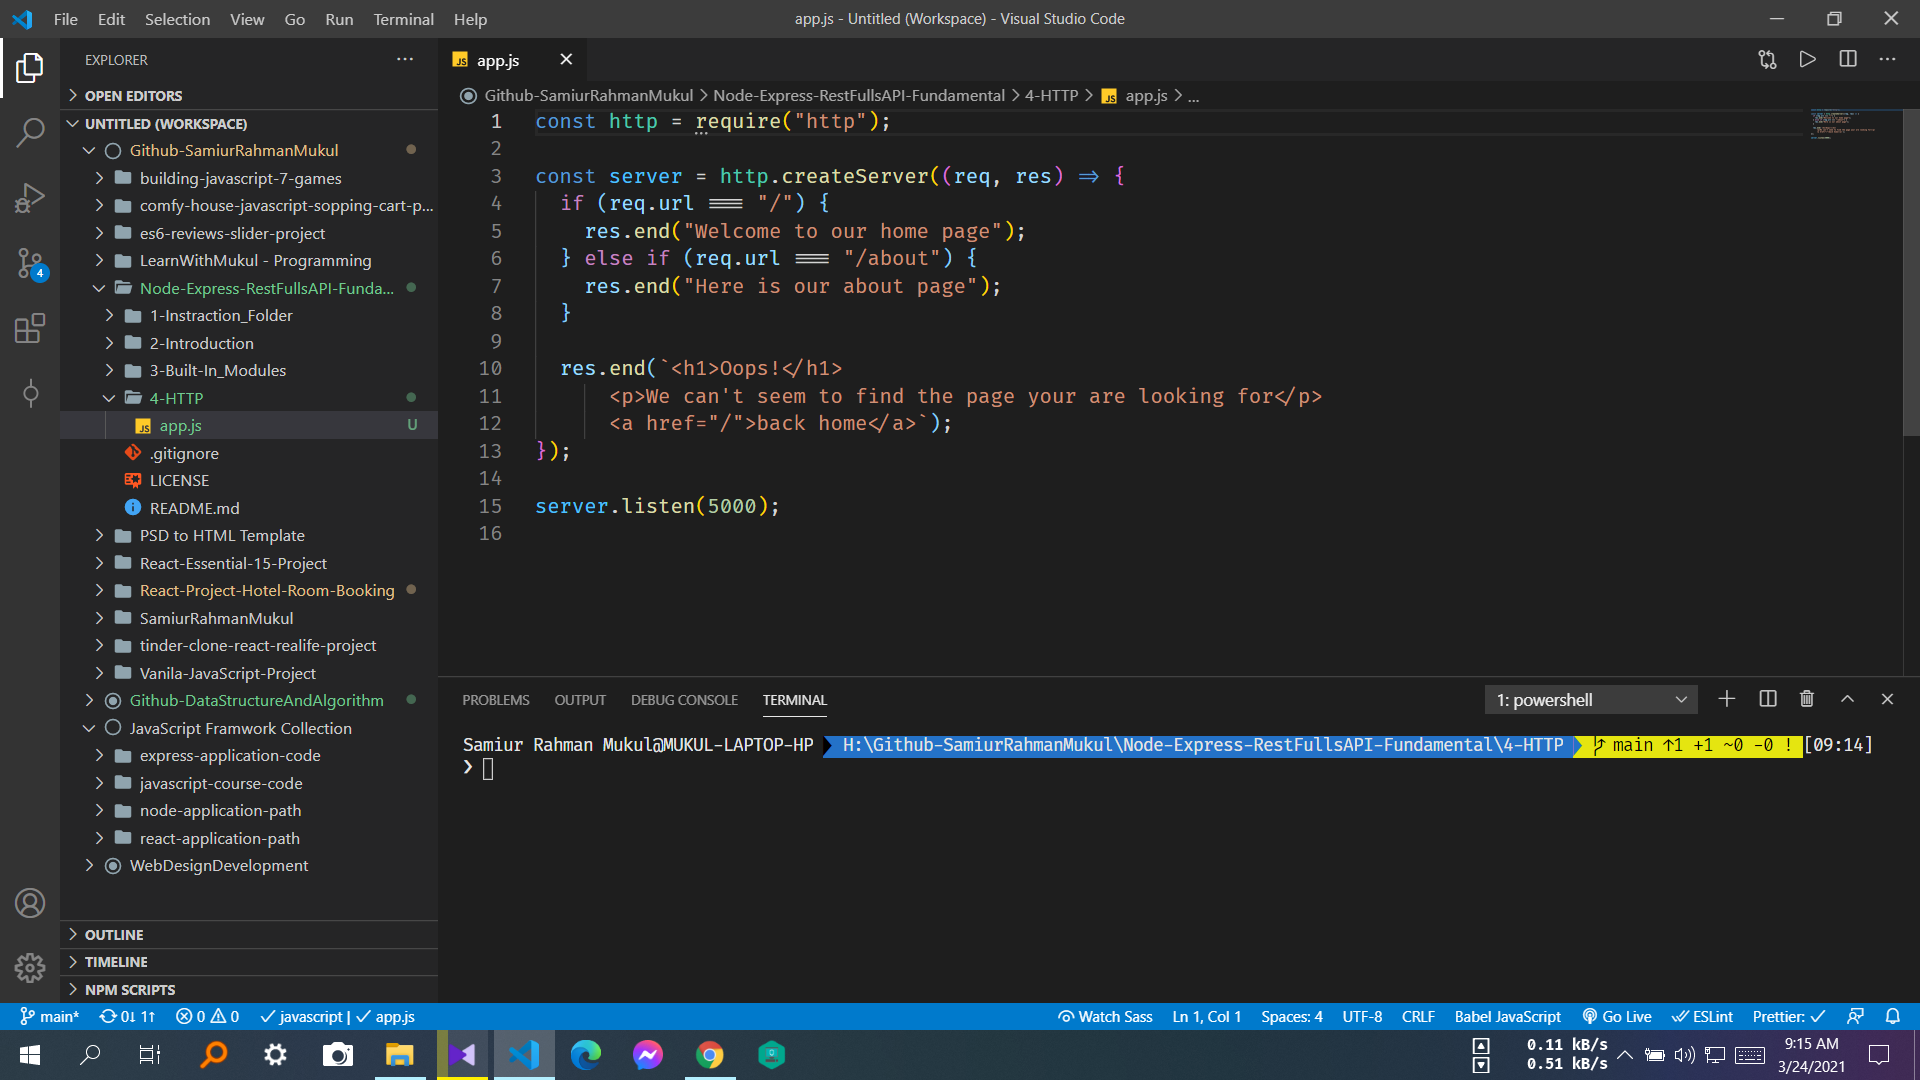 File Edit Selection View Go Run Terminal Help
app.js - Untitled (Workspace) - Visual Studio Code
EXPLORER
OPEN EDITORS
UNTITLED (WORKSPACE)
Github-SamiurRahmanMukul
building-javascript-7-games
comfy-house-javascript-sopping-cart-p...
es6-reviews-slider-project
LearnWithMukul - Programming
Node-Express-RestFullsAPI-Funda...
1-Instraction_Folder
2-Introduction
3-Built-In_Modules
4-HTTP
app.js U
.gitignore
LICENSE
README.md
PSD to HTML Template
React-Essential-15-Project
React-Project-Hotel-Room-Booking
SamiurRahmanMukul
tinder-clone-react-realife-project
Vanila-JavaScript-Project
Github-DataStructureAndAlgorithm
JavaScript Framwork Collection
express-application-code
javascript-course-code
node-application-path
react-application-path
WebDesignDevelopment
OUTLINE
TIMELINE
NPM SCRIPTS
4
JS app.js
Github-SamiurRahmanMukul > Node-Express-RestFullsAPI-Fundamental > 4-HTTP > JS app.js > ...
1 const http = require("http");
2
3 const server = http.createServer((req, res) => {
4 if (req.url === "/") {
5 res.end("Welcome to our home page");
6 } else if (req.url === "/about") {
7 res.end("Here is our about page");
8 }
9
10 res.end(`<h1>Oops!</h1>
11 <p>We can't seem to find the page your are looking for</p>
12 <a href="/">back home</a>`);
13 });
14
15 server.listen(5000);
16
PROBLEMS OUTPUT DEBUG CONSOLE TERMINAL
1: powershell
Samiur Rahman Mukul@MUKUL-LAPTOP-HP H:\Github-SamiurRahmanMukul\Node-Express-RestFullsAPI-Fundamental\4-HTTP main ↑1 +1 ~0 -0 ! [09:14]
❯
main* 0↓ 1↑ 0 0 ✓ javascript | ✓ app.js
Watch Sass Ln 1, Col 1 Spaces: 4 UTF-8 CRLF Babel JavaScript Go Live ESLint Prettier: ✓
0.11 kB/s
0.51 kB/s
9:15 AM
3/24/2021